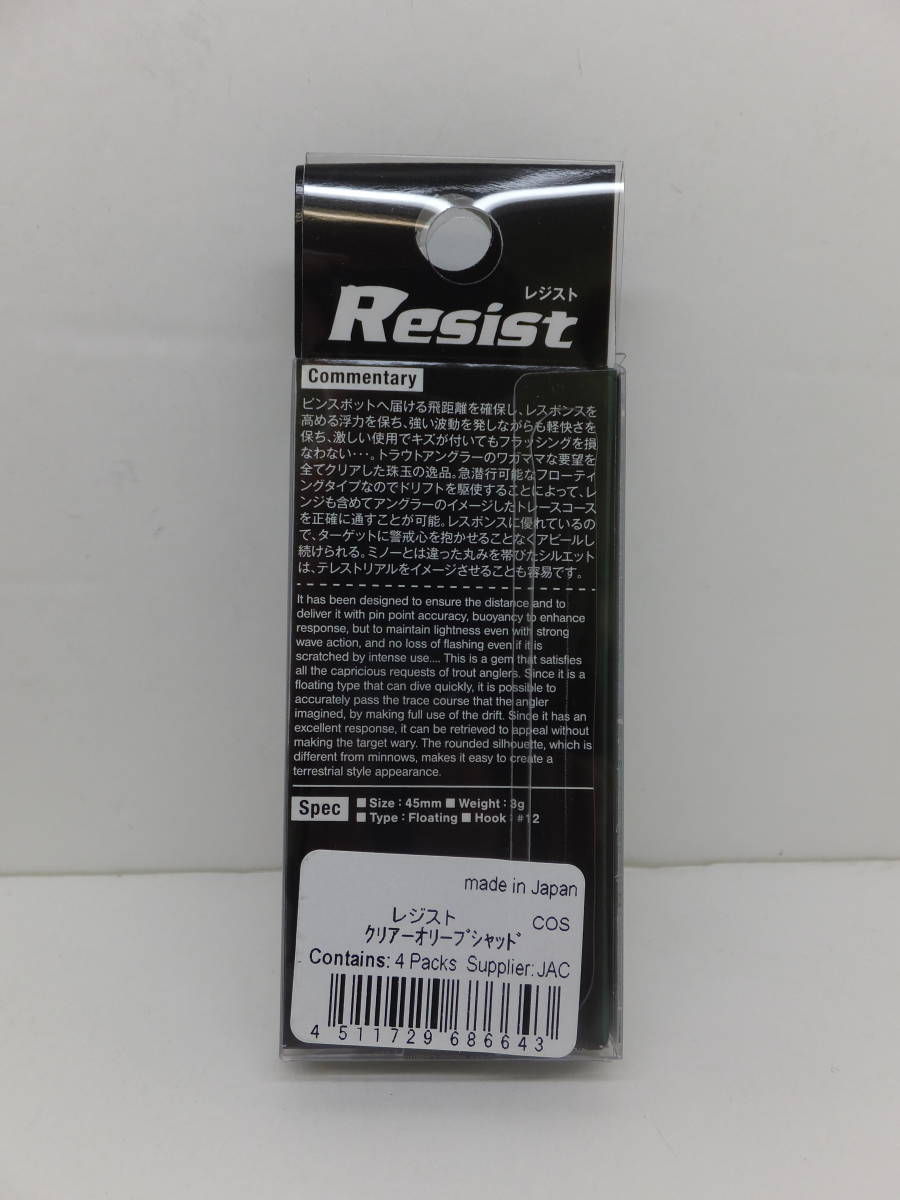 レジスト
Resist
Commentary
ピンスポットへ届ける飛距離を確保し、レスポンスを
高める浮力を保ち、強い波動を発しながらも軽快さを
保ち、激しい使用でキズが付いてもフラッシングを損
なわない･･･。トラウトアングラーのワガママな要望を
全てクリアした珠玉の逸品。急潜行可能なフローティ
ングタイプなのでドリフトを駆使することによって、レ
ンジも含めてアングラーのイメージしたトレースコース
を正確に通すことが可能。レスポンスに優れているの
で、ターゲットに警戒心を抱かせることなくアピールし
続けられる。ミノーとは違った丸みを帯びたシルエット
は、テレストリアルをイメージさせることも容易です。
It has been designed to ensure the distance and to
deliver it with pin point accuracy, buoyancy to enhance
response, but to maintain lightness even with strong
wave action, and no loss of flashing even if it is
scratched by intense use.... This is a gem that satisfies
all the capricious requests of trout anglers. Since it is a
floating type that can dive quickly, it is possible to
accurately pass the trace course that the angler
imagined, by making full use of the drift. Since it has an
excellent response, it can be retrieved to appeal without
making the target wary. The rounded silhouette, which is
different from minnows, makes it easy to create a
terrestrial style appearance.
Spec ■ Size : 45mm ■ Weight : 3g
■ Type : Floating ■ Hook : #12
made in Japan
レジスト COS
ｸﾘｱｰｵﾘｰﾌﾞｼｬｯﾄﾞ
Contains: 4 Packs Supplier: JAC
4 511729 686643